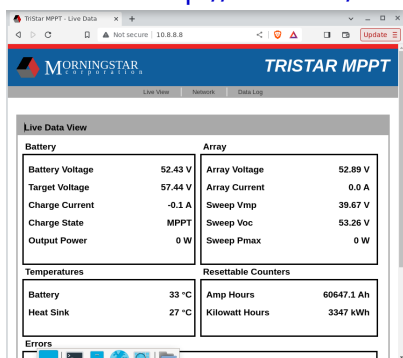 TriStar MPPT - Live Data
Not secure | 10.8.8.8
Update
MORNINGSTAR
corporation
TRISTAR MPPT
Live View | Network | Data Log
Live Data View
Battery
Battery Voltage 52.43 V
Target Voltage 57.44 V
Charge Current -0.1 A
Charge State MPPT
Output Power 0 W
Array
Array Voltage 52.89 V
Array Current 0.0 A
Sweep Vmp 39.67 V
Sweep Voc 53.26 V
Sweep Pmax 0 W
Temperatures
Battery 33 °C
Heat Sink 27 °C
Resettable Counters
Amp Hours 60647.1 Ah
Kilowatt Hours 3347 kWh
Errors